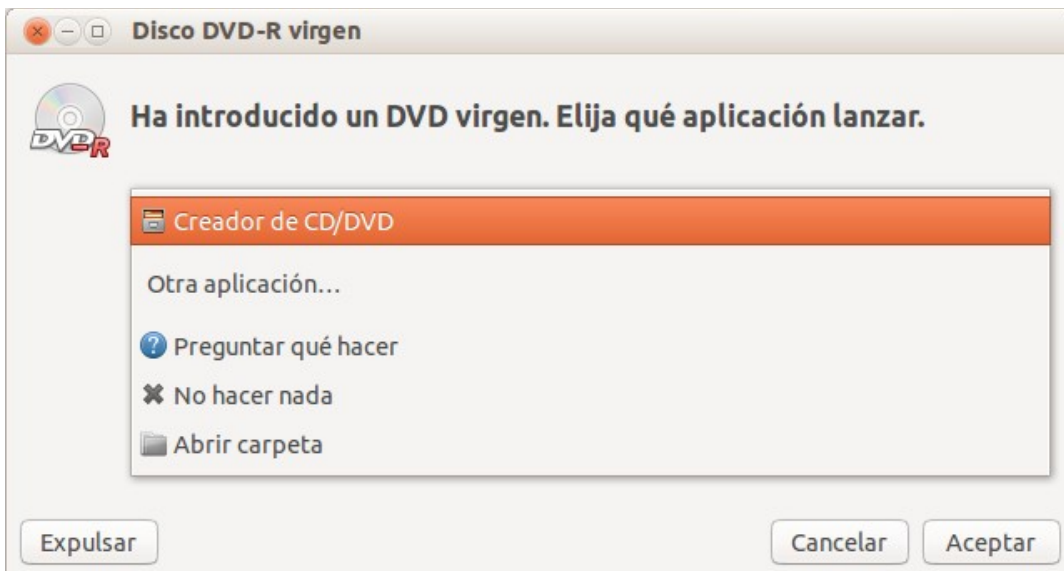 Disco DVD-R virgen
DVD-R
Ha introducido un DVD virgen. Elija qué aplicación lanzar.
Creador de CD/DVD
Otra aplicación...
? Preguntar qué hacer
No hacer nada
Abrir carpeta
Expulsar
Cancelar
Aceptar